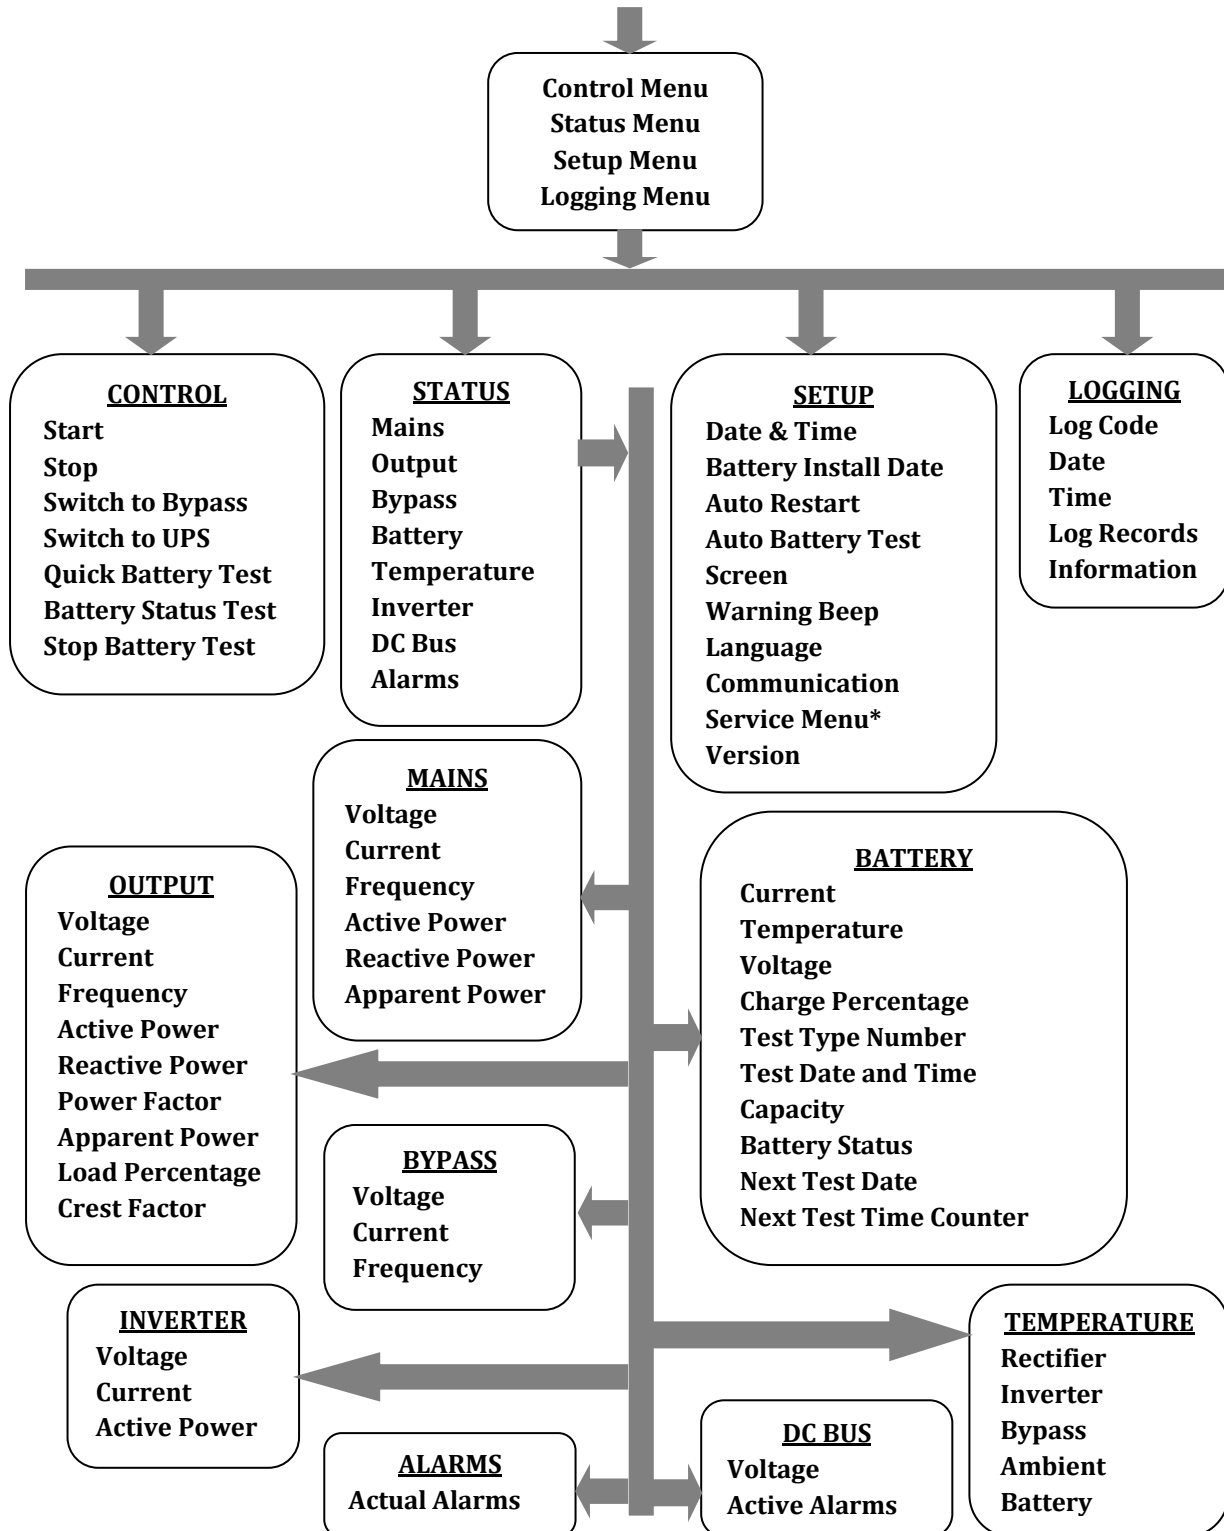 Control Menu
Status Menu
Setup Menu
Logging Menu
CONTROL
Start
Stop
Switch to Bypass
Switch to UPS
Quick Battery Test
Battery Status Test
Stop Battery Test
STATUS
Mains
Output
Bypass
Battery
Temperature
Inverter
DC Bus
Alarms
SETUP
Date & Time
Battery Install Date
Auto Restart
Auto Battery Test
Screen
Warning Beep
Language
Communication
Service Menu*
Version
LOGGING
Log Code
Date
Time
Log Records
Information
MAINS
Voltage
Current
Frequency
Active Power
Reactive Power
Apparent Power
OUTPUT
Voltage
Current
Frequency
Active Power
Reactive Power
Power Factor
Apparent Power
Load Percentage
Crest Factor
BATTERY
Current
Temperature
Voltage
Charge Percentage
Test Type Number
Test Date and Time
Capacity
Battery Status
Next Test Date
Next Test Time Counter
BYPASS
Voltage
Current
Frequency
INVERTER
Voltage
Current
Active Power
TEMPERATURE
Rectifier
Inverter
Bypass
Ambient
Battery
ALARMS
Actual Alarms
DC BUS
Voltage
Active Alarms